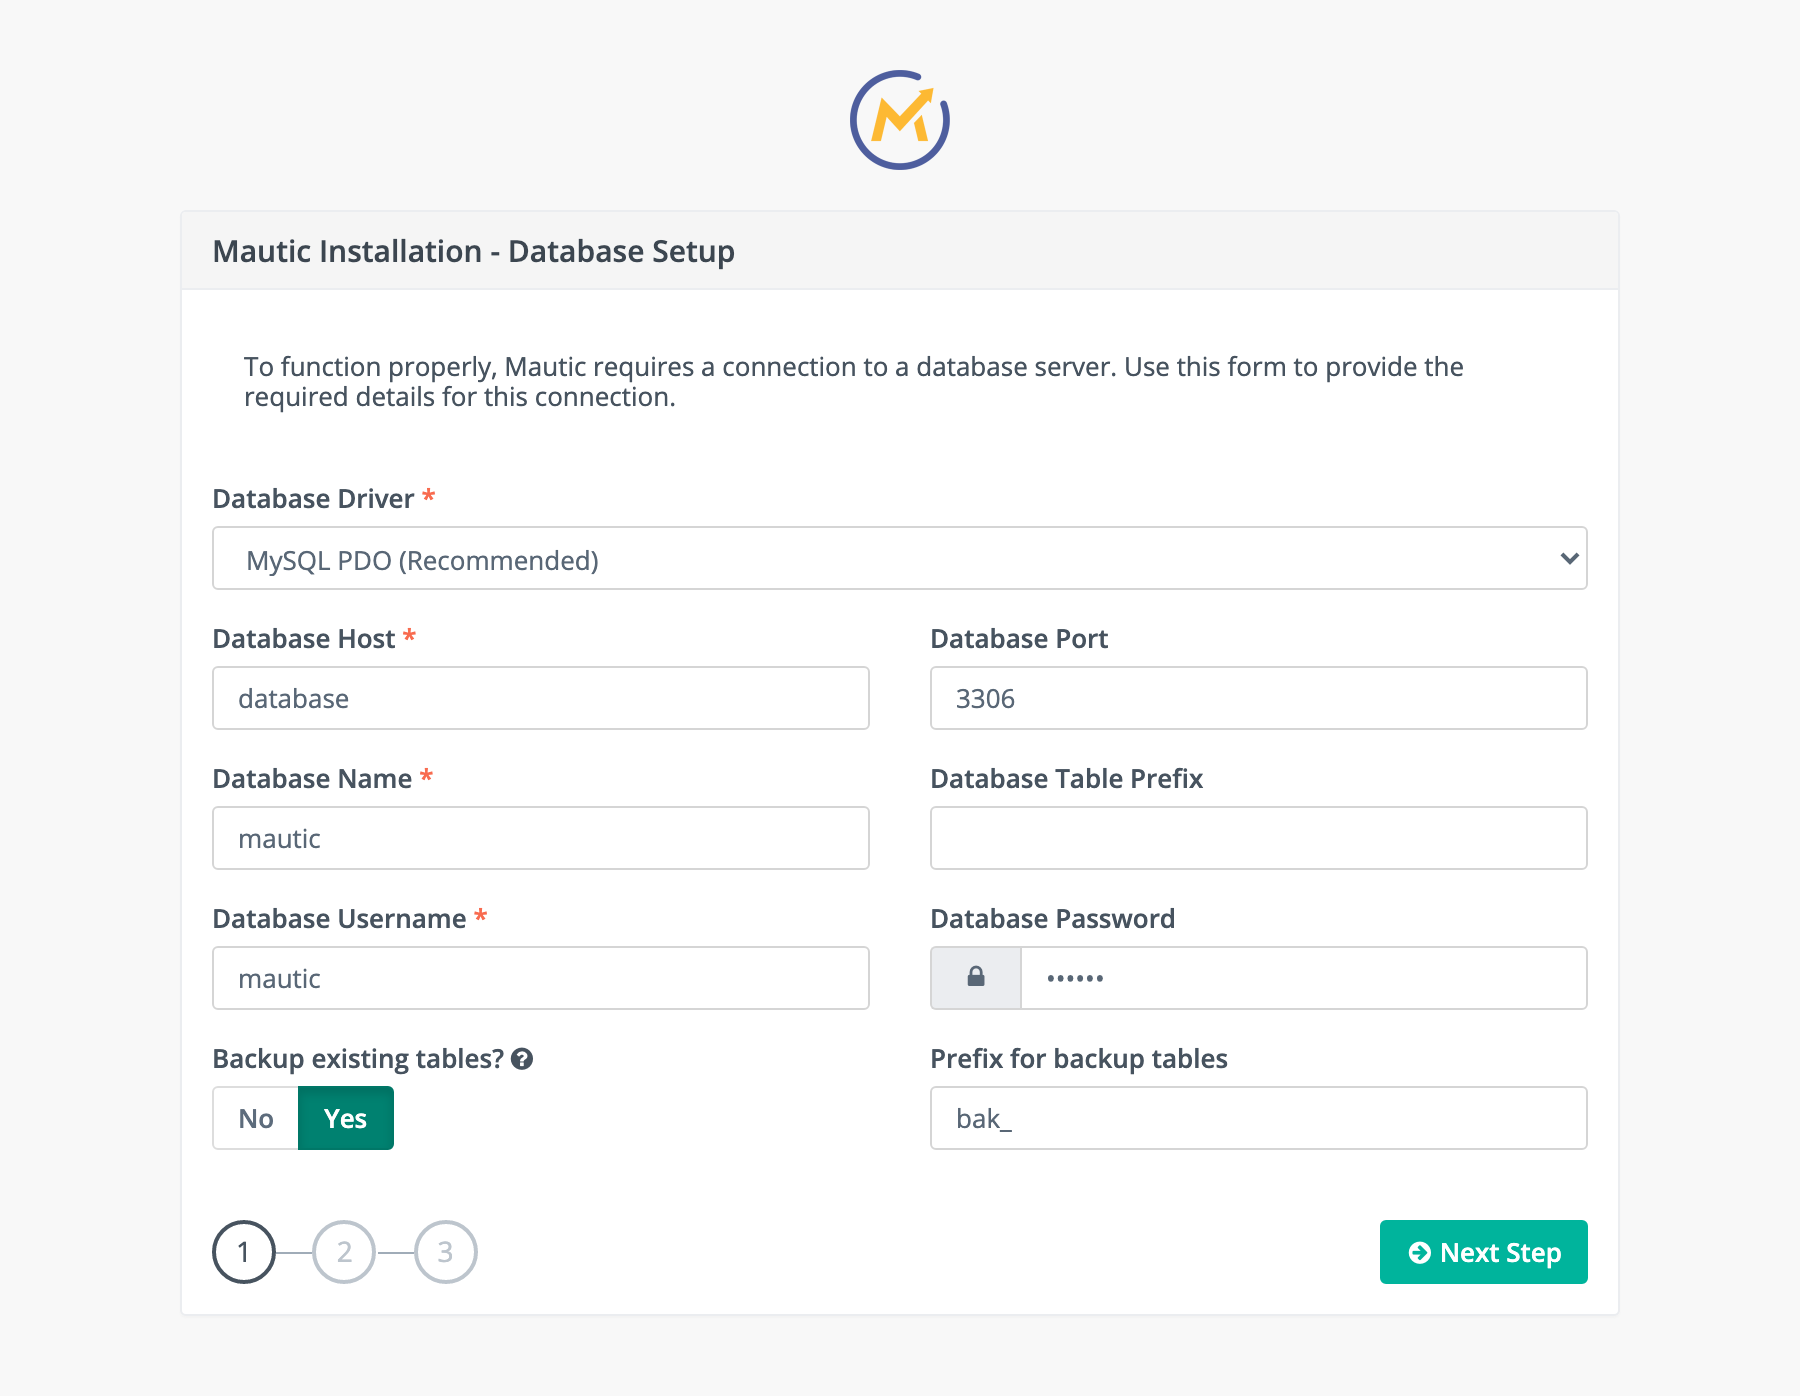 Mautic Installation - Database Setup
To function properly, Mautic requires a connection to a database server. Use this form to provide the
required details for this connection.
Database Driver *
MySQL PDO (Recommended)
Database Host *
Database Port
database
3306
Database Name *
Database Table Prefix
mautic
Database Username *
Database Password
mautic
••••••
Backup existing tables?
Prefix for backup tables
No
Yes
bak_
1
2
3
Next Step